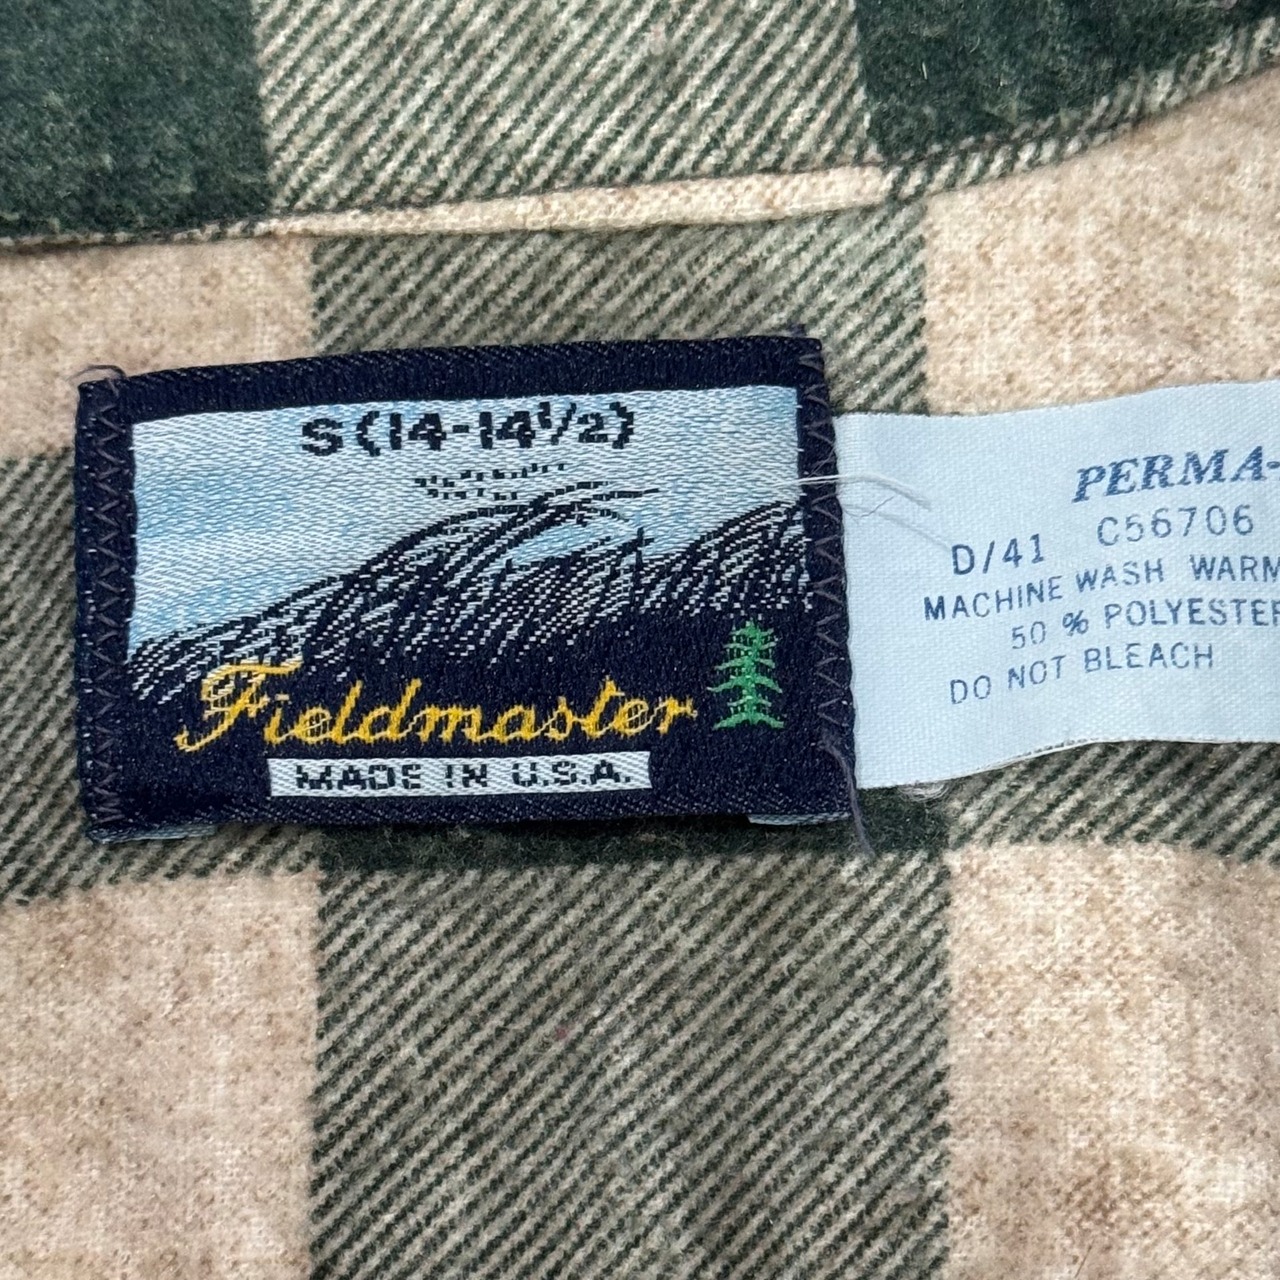 S (14-14½)
Fieldmaster
MADE IN U.S.A.
PERMA-
D/41 C56706
MACHINE WASH WARM
50 % POLYESTER
DO NOT BLEACH